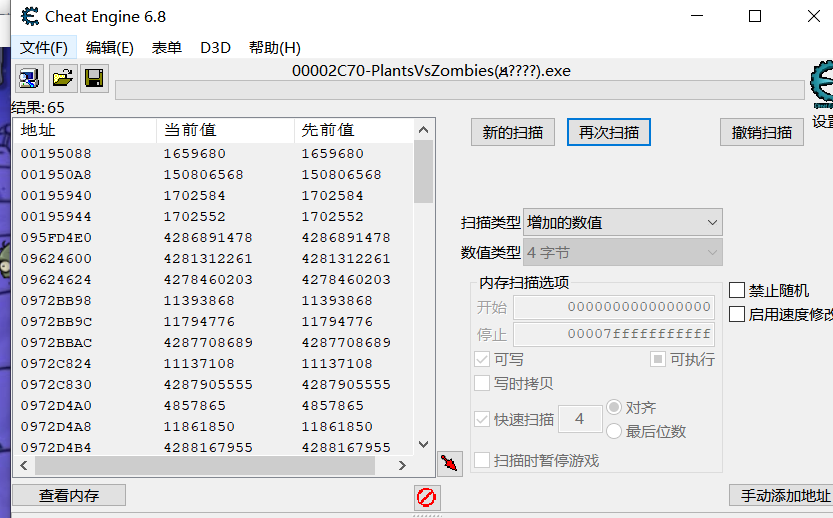 Cheat Engine 6.8
文件(F) 编辑(E) 表单 D3D 帮助(H)
00002C70-PlantsVsZombies(д????).exe
结果:65
设置
地址 当前值 先前值
00195088 1659680 1659680
001950A8 150806568 150806568
00195940 1702584 1702584
00195944 1702552 1702552
095FD4E0 4286891478 4286891478
09624600 4281312261 4281312261
09624624 4278460203 4278460203
0972BB98 11393868 11393868
0972BB9C 11794776 11794776
0972BBAC 4287708689 4287708689
0972C824 11137108 11137108
0972C830 4287905555 4287905555
0972D4A0 4857865 4857865
0972D4A8 11861850 11861850
0972D4B4 4288167955 4288167955
新的扫描 再次扫描 撤销扫描
扫描类型 增加的数值
数值类型 4 字节
内存扫描选项
开始 0000000000000000
停止 00007fffffffffff
可写 可执行
写时拷贝
快速扫描 4 对齐
最后位数
扫描时暂停游戏
禁止随机
启用速度修改
查看内存 手动添加地址